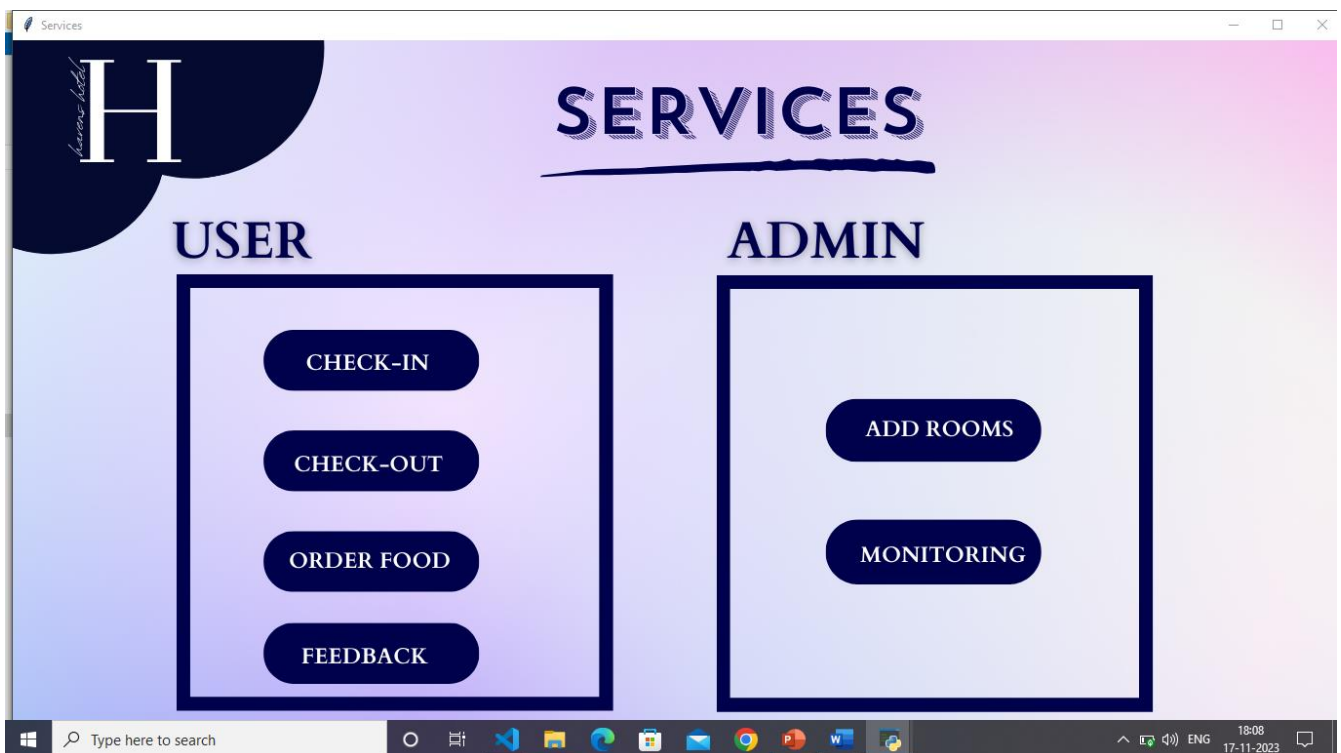 Services
havens hotel
H
SERVICES
USER
ADMIN
CHECK-IN
CHECK-OUT
ORDER FOOD
FEEDBACK
ADD ROOMS
MONITORING
Type here to search
ENG
18:08
17-11-2023